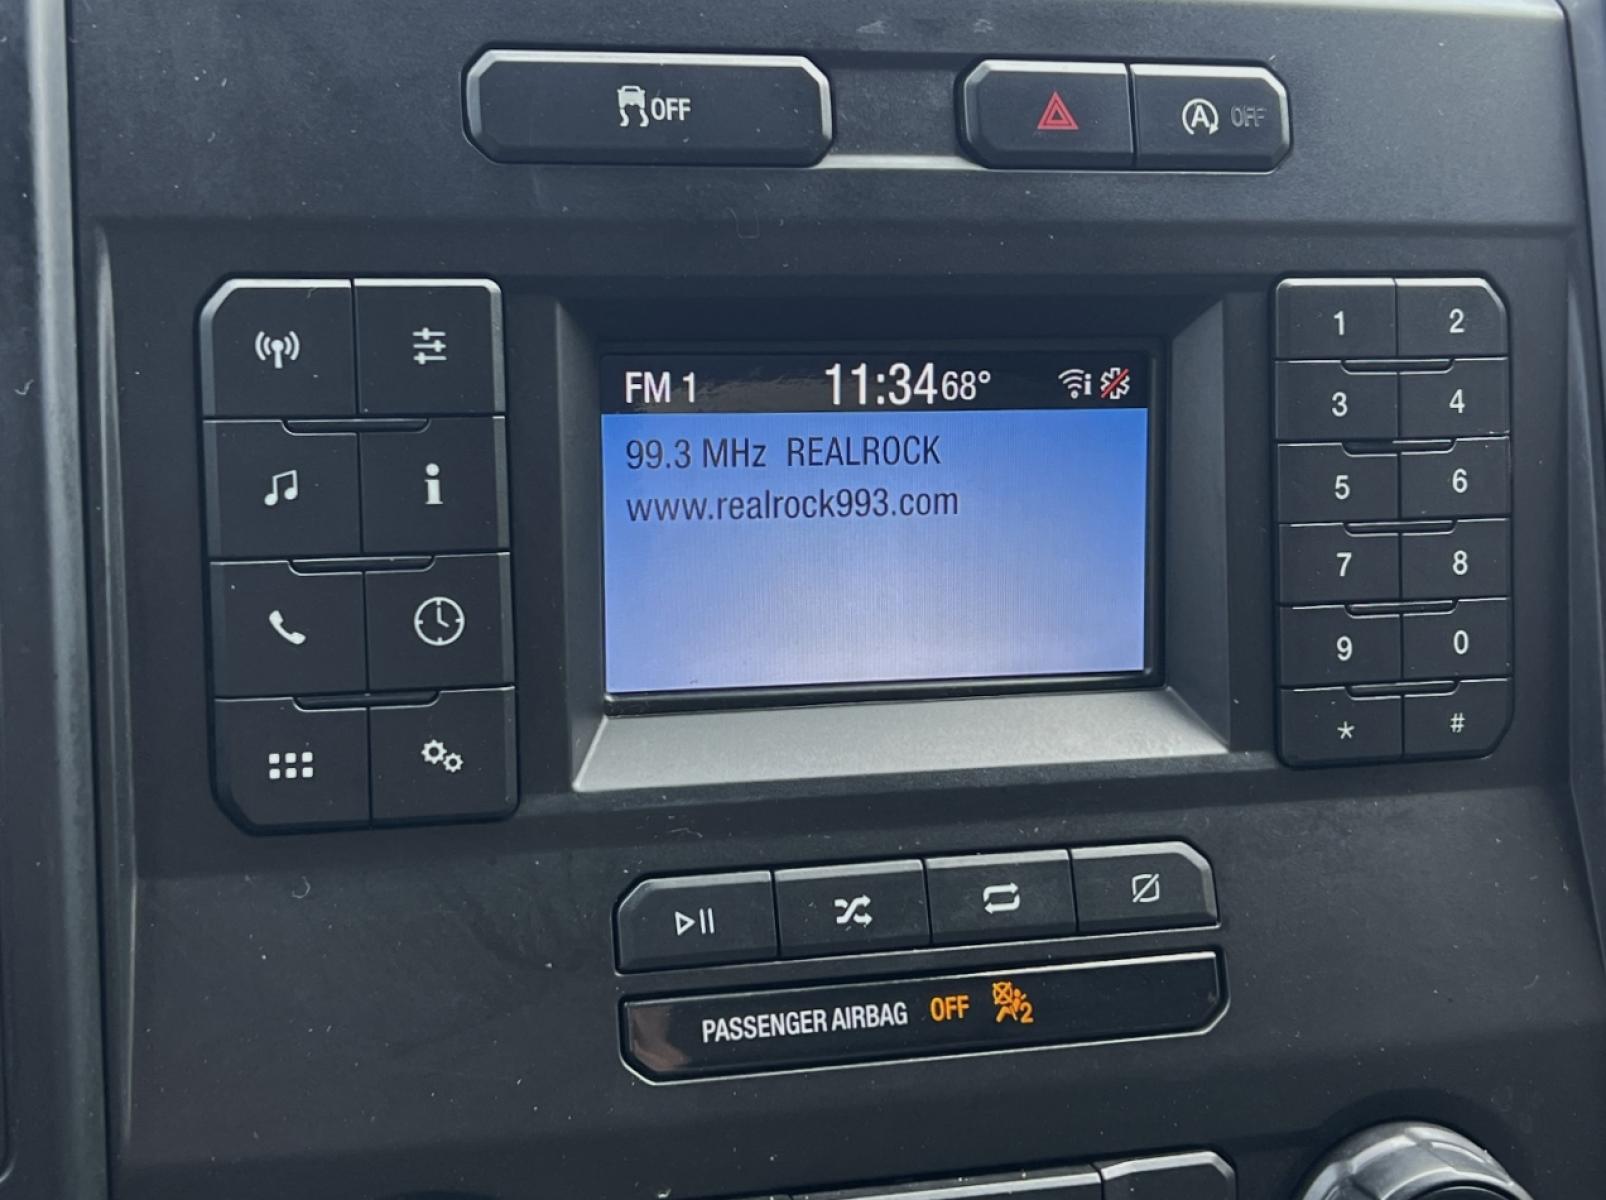 OFF
A OFF
FM 1 11:34 68°
99.3 MHz REALROCK
www.realrock993.com
1 2
3 4
5 6
7 8
9 0
* #
PASSENGER AIRBAG OFF 2